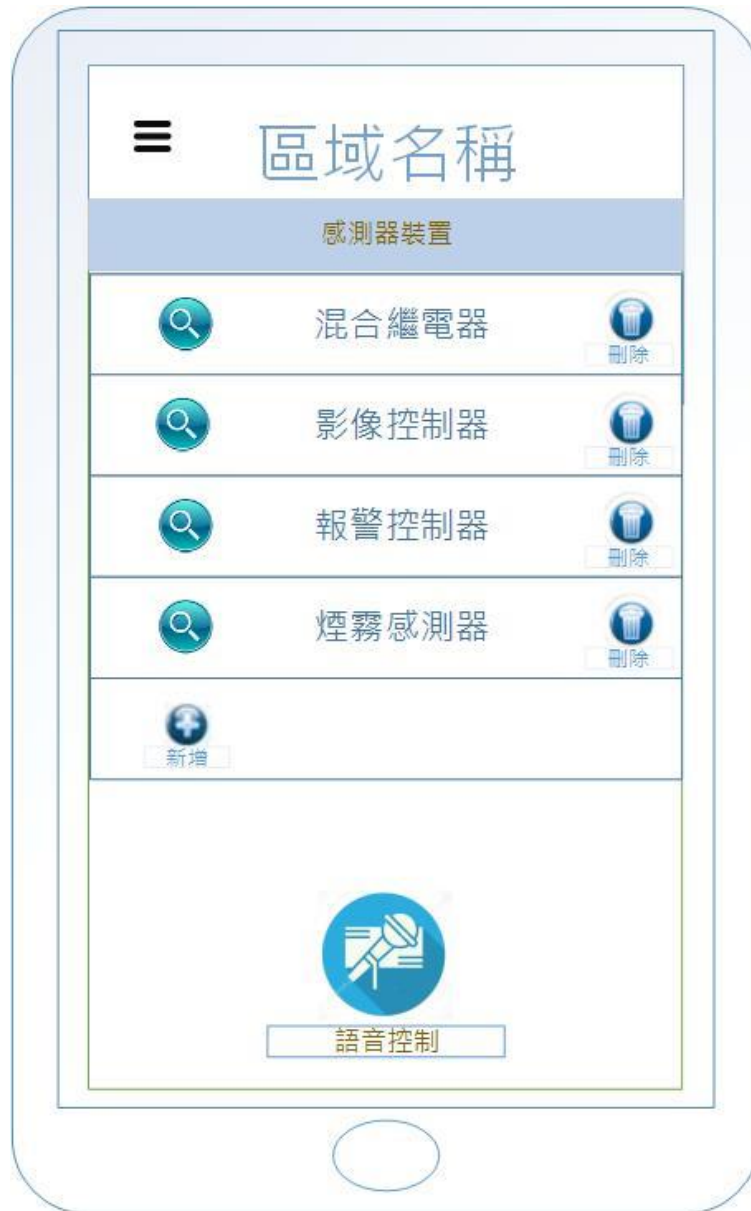 區域名稱
感測器裝置
混合繼電器
刪除
影像控制器
刪除
報警控制器
刪除
煙霧感測器
刪除
新增
語音控制